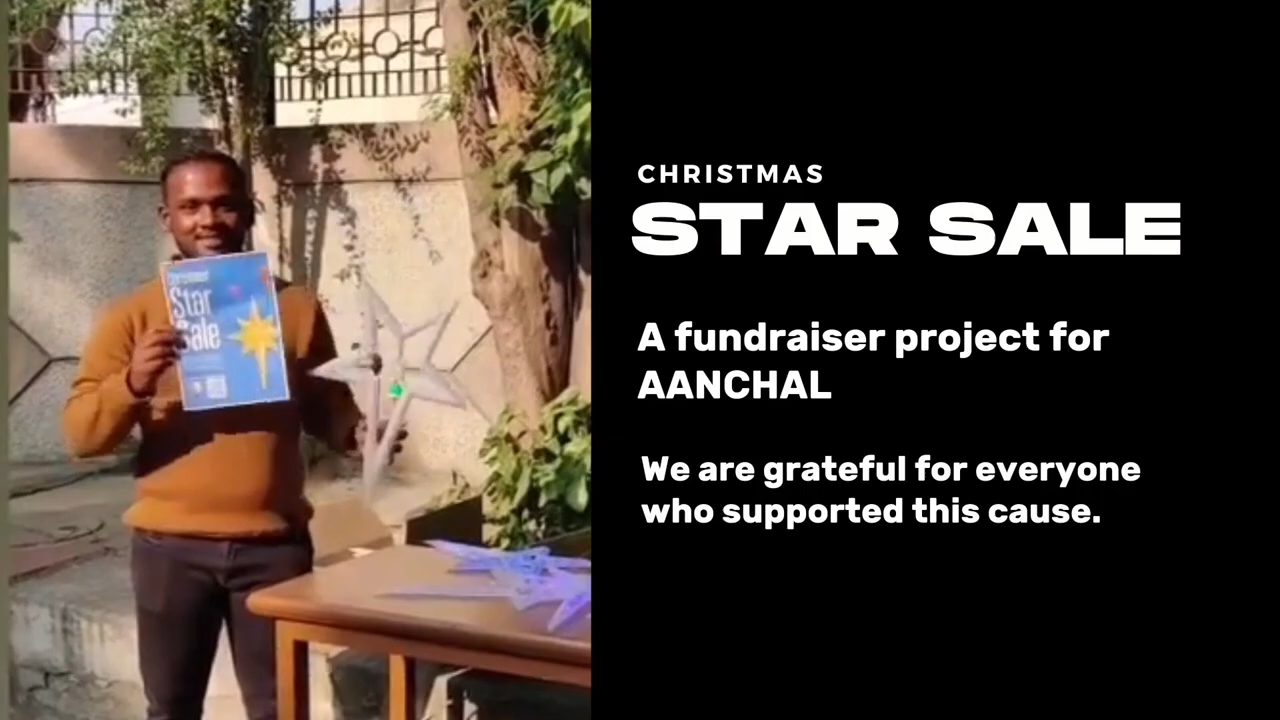 Star
Sale
CHRISTMAS
STAR SALE
A fundraiser project for
AANCHAL
We are grateful for everyone
who supported this cause.